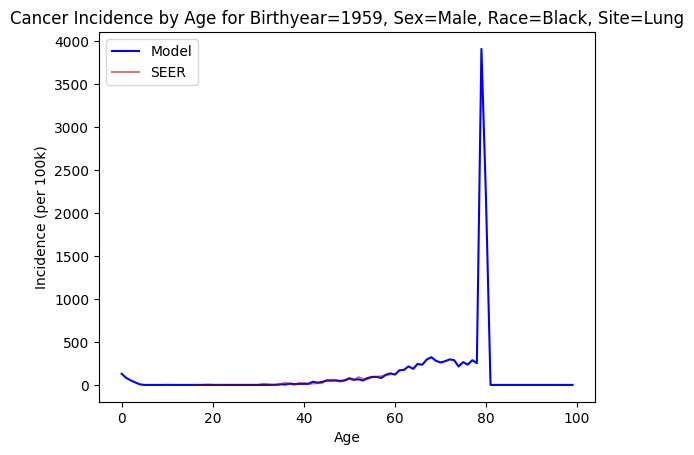 Cancer Incidence by Age for Birthyear=1959, Sex=Male, Race=Black, Site=Lung
4000
Model
SEER
3500
3000
2500
2000
1500
1000
500
0
Incidence (per 100k)
0 20 40 60 80 100
Age